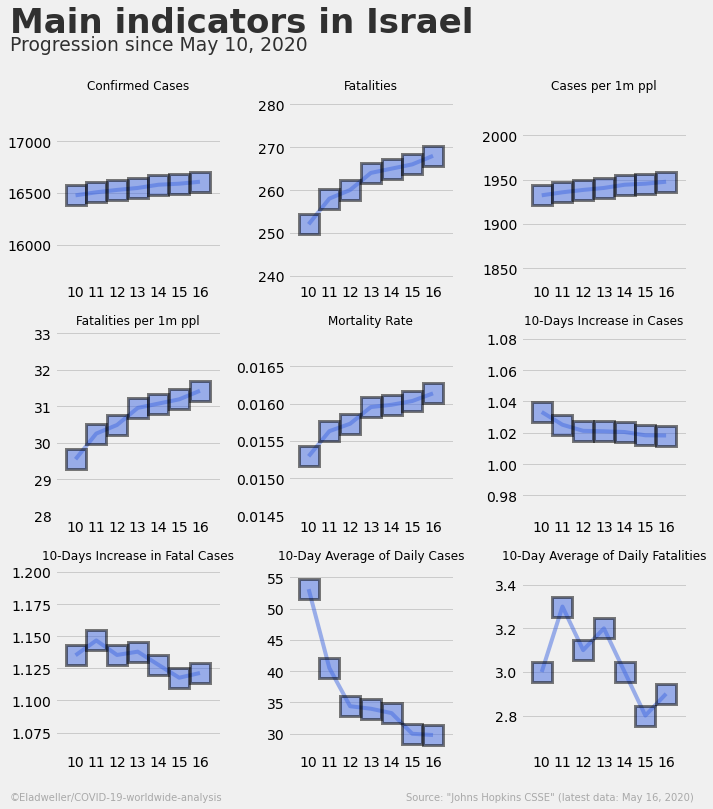 Main indicators in Israel
Progression since May 10, 2020
Confirmed Cases
17000
16500
16000
10 11 12 13 14 15 16
Fatalities
280
270
260
250
240
10 11 12 13 14 15 16
Cases per 1m ppl
2000
1950
1900
1850
10 11 12 13 14 15 16
Fatalities per 1m ppl
33
32
31
30
29
28
10 11 12 13 14 15 16
Mortality Rate
0.0165
0.0160
0.0155
0.0150
0.0145
10 11 12 13 14 15 16
10-Days Increase in Cases
1.08
1.06
1.04
1.02
1.00
0.98
10 11 12 13 14 15 16
10-Days Increase in Fatal Cases
1.200
1.175
1.150
1.125
1.100
1.075
10 11 12 13 14 15 16
10-Day Average of Daily Cases
55
50
45
40
35
30
10 11 12 13 14 15 16
10-Day Average of Daily Fatalities
3.4
3.2
3.0
2.8
10 11 12 13 14 15 16
©Eladweller/COVID-19-worldwide-analysis
Source: "Johns Hopkins CSSE" (latest data: May 16, 2020)